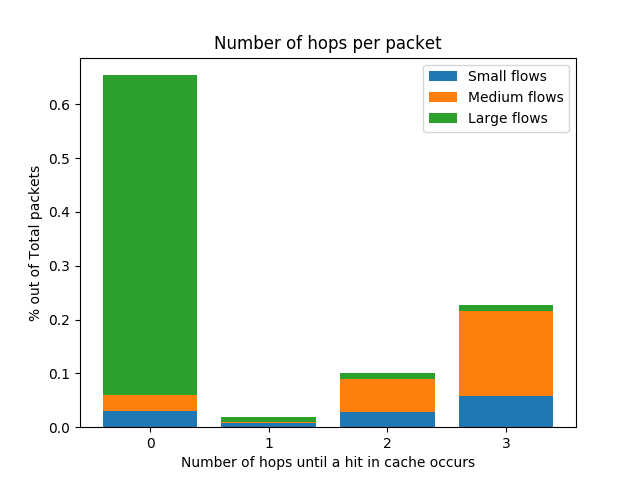 Number of hops per packet
Small flows
Medium flows
Large flows
% out of Total packets
0.6
0.5
0.4
0.3
0.2
0.1
0.0
0 1 2 3
Number of hops until a hit in cache occurs